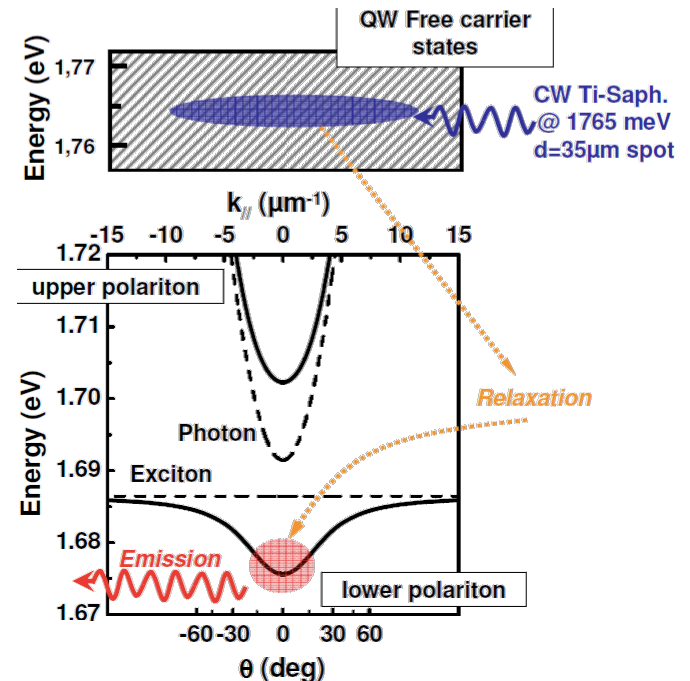 QW Free carrier
states
Energy (eV)
1,77
1,76
CW Ti-Saph.
@ 1765 meV
d=35µm spot
k// (µm-1)
-15 -10 -5 0 5 10 15
Energy (eV)
1.72
1.71
1.70
1.69
1.68
1.67
upper polariton
Photon
Exciton
Relaxation
Emission
lower polariton
-60 -30 0 30 60
θ (deg)